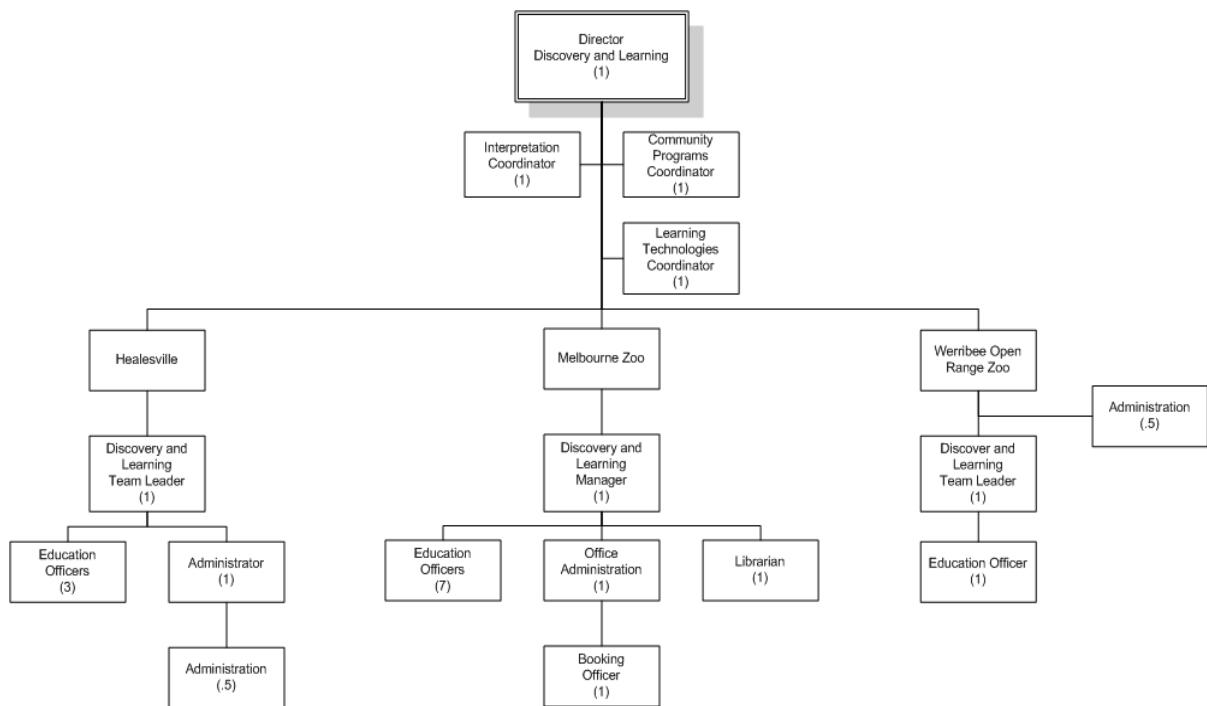 Director
Discovery and Learning
(1)
Interpretation
Coordinator
(1)
Community
Programs
Coordinator
(1)
Learning
Technologies
Coordinator
(1)
Healesville
Melbourne Zoo
Werribee Open
Range Zoo
Administration
(.5)
Discovery and
Learning
Team Leader
(1)
Discovery and
Learning
Manager
(1)
Discover and
Learning
Team Leader
(1)
Education
Officers
(3)
Administrator
(1)
Education
Officers
(7)
Office
Administration
(1)
Librarian
(1)
Education Officer
(1)
Administration
(.5)
Booking
Officer
(1)